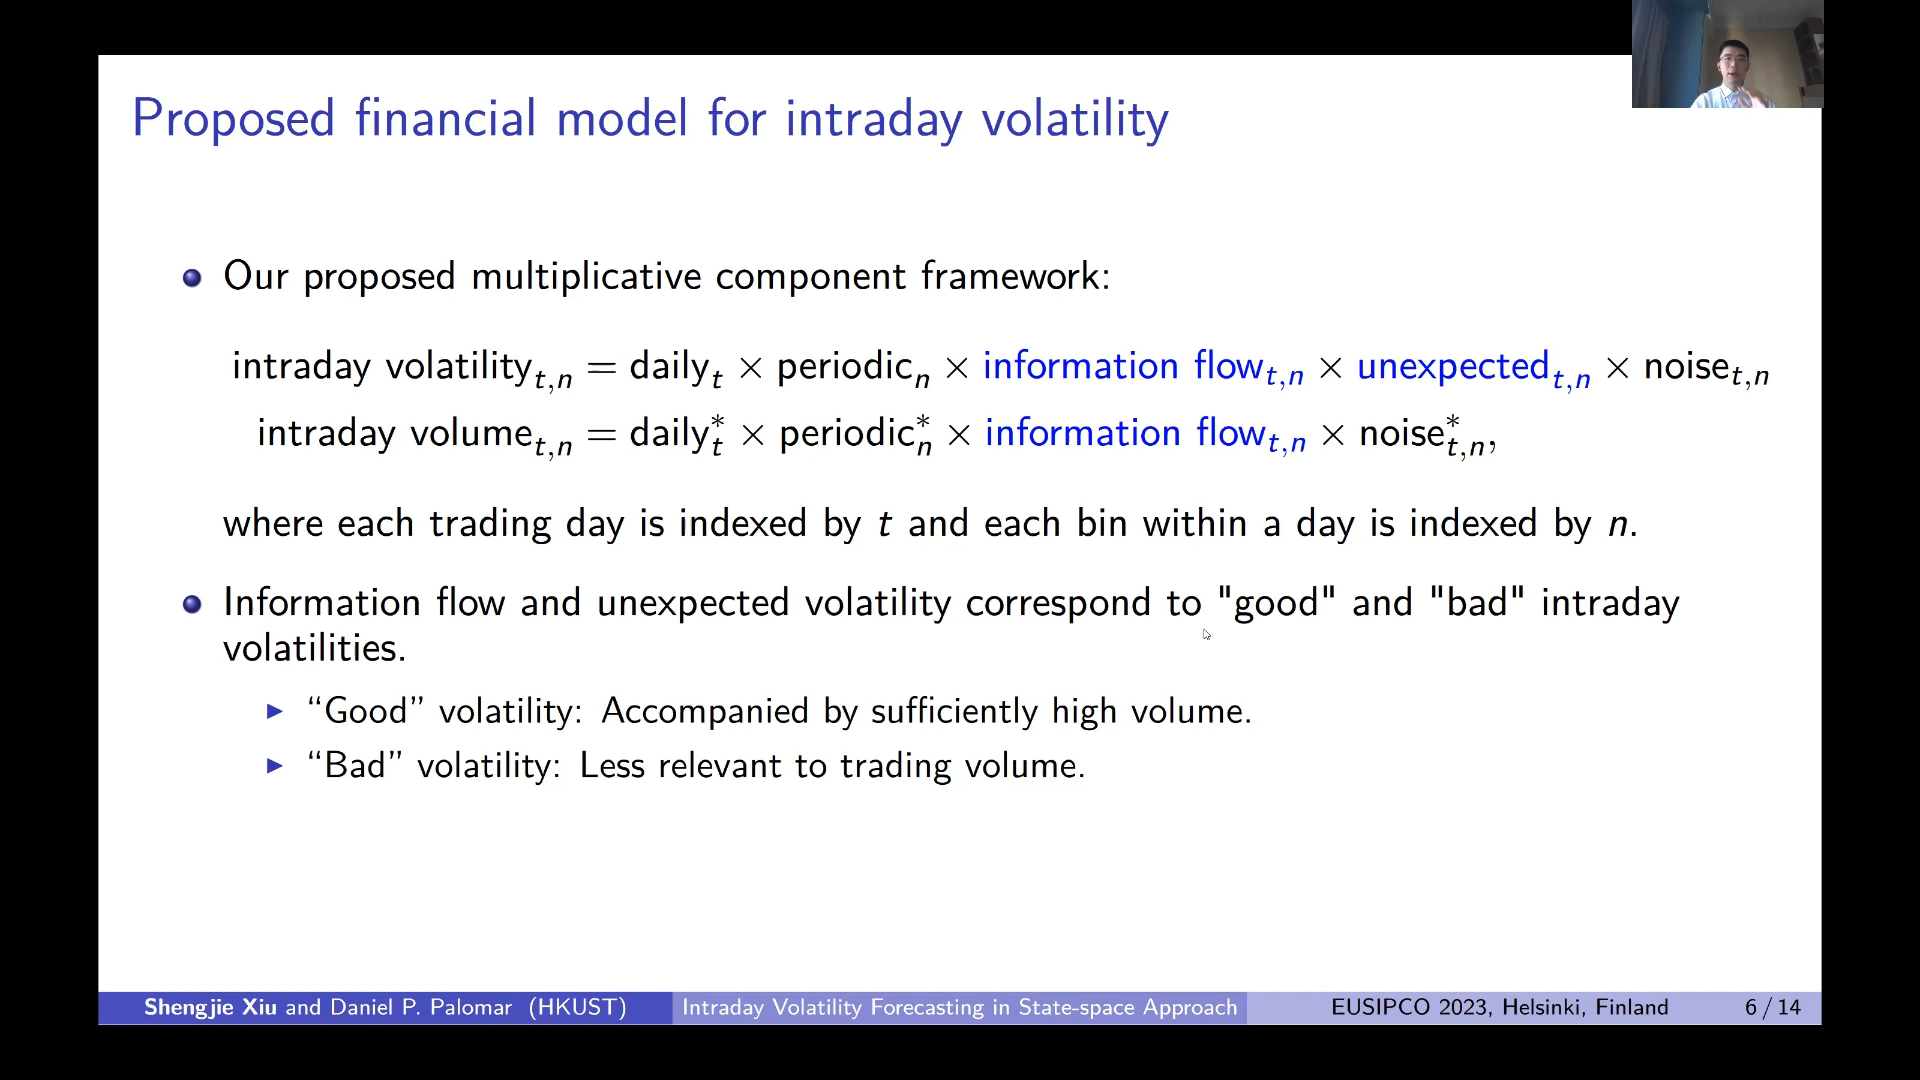 Proposed financial model for intraday volatility
Our proposed multiplicative component framework:
intraday volatility_{t,n} = daily_t × periodic_n × information flow_{t,n} × unexpected_{t,n} × noise_{t,n}
intraday volume_{t,n} = daily^*_t × periodic^*_n × information flow_{t,n} × noise^*_{t,n},
where each trading day is indexed by t and each bin within a day is indexed by n.
Information flow and unexpected volatility correspond to "good" and "bad" intraday
volatilities.
“Good” volatility: Accompanied by sufficiently high volume.
“Bad” volatility: Less relevant to trading volume.
Shengjie Xiu and Daniel P. Palomar (HKUST) Intraday Volatility Forecasting in State-space Approach EUSIPCO 2023, Helsinki, Finland 6 / 14